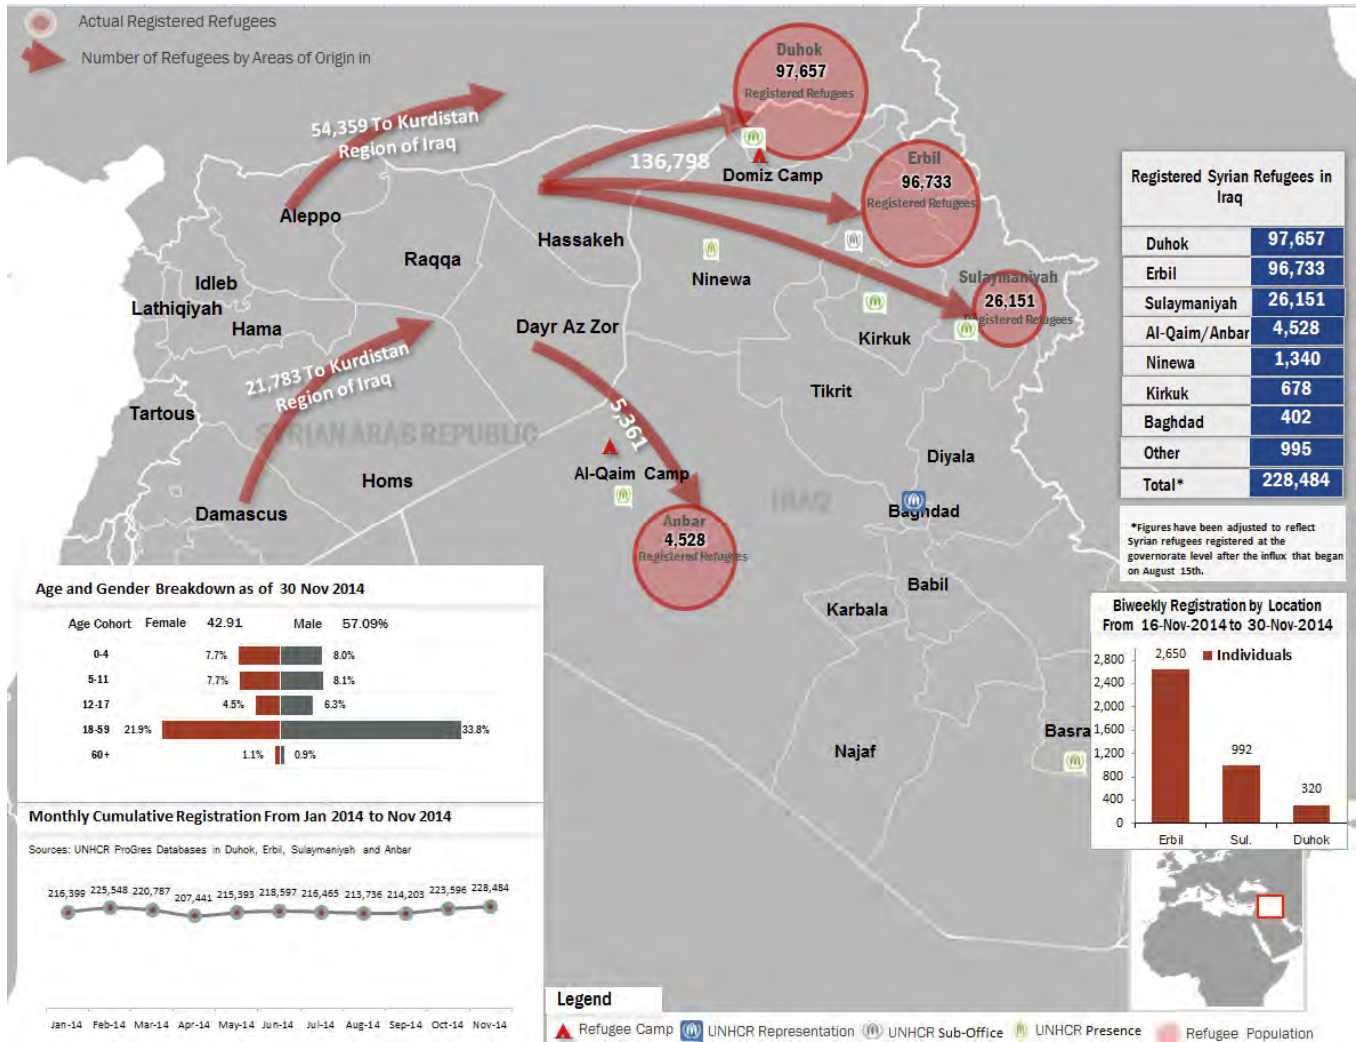 Actual Registered Refugees
Number of Refugees by Areas of Origin in
54,359 To Kurdistan
Region of Iraq
136,798
Duhok
97,657
Registered Refugees
Domiz Camp
Erbil
96,733
Registered Refugees
Aleppo
Hassakeh
Raqqa
Ninewa
Sulaymaniyah
26,151
Registered Refugees
Idleb
Lathiqiyah
Hama
Dayr Az Zor
Kirkuk
21,783 To Kurdistan
Region of Iraq
Tikrit
Tartous
5,361
SYRIAN ARAB REPUBLIC
Diyala
Al-Qaim Camp
Homs
IRAQ
Damascus
Baghdad
Anbar
4,528
Registered Refugees
Babil
Karbala
Najaf
Basra
Registered Syrian Refugees in
Iraq
Duhok 97,657
Erbil 96,733
Sulaymaniyah 26,151
Al-Qaim/Anbar 4,528
Ninewa 1,340
Kirkuk 678
Baghdad 402
Other 995
Total* 228,484
*Figures have been adjusted to reflect
Syrian refugees registered at the
governorate level after the influx that began
on August 15th.
Age and Gender Breakdown as of 30 Nov 2014
Age Cohort Female 42.91 Male 57.09%
0-4 7.7% 8.0%
5-11 7.7% 8.1%
12-17 4.5% 6.3%
18-59 21.9% 33.8%
60+ 1.1% 0.9%
Biweekly Registration by Location
From 16-Nov-2014 to 30-Nov-2014
Individuals
2,800
2,400
2,000
1,600
1,200
800
400
0
2,650
992
320
Erbil Sul. Duhok
Monthly Cumulative Registration From Jan 2014 to Nov 2014
Sources: UNHCR ProGres Databases in Duhok, Erbil, Sulaymaniyah and Anbar
216,399 225,548 220,787 207,441 215,393 218,597 216,465 213,736 214,203 223,596 228,484
Jan-14 Feb-14 Mar-14 Apr-14 May-14 Jun-14 Jul-14 Aug-14 Sep-14 Oct-14 Nov-14
Legend
Refugee Camp UNHCR Representation UNHCR Sub-Office UNHCR Presence Refugee Population